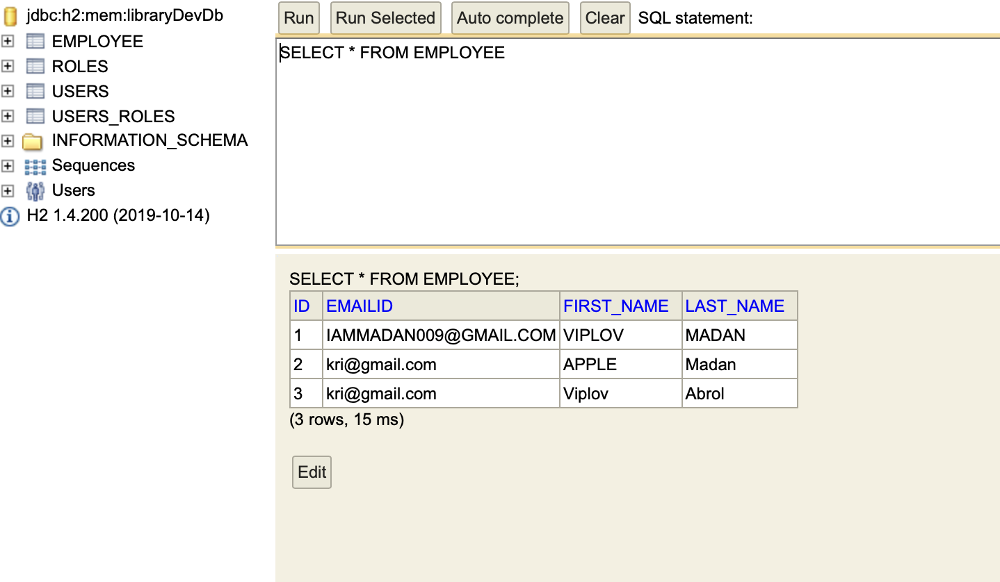 jdbc:h2:mem:libraryDevDb
EMPLOYEE
ROLES
USERS
USERS_ROLES
INFORMATION_SCHEMA
Sequences
Users
H2 1.4.200 (2019-10-14)
Run Run Selected Auto complete Clear SQL statement:
SELECT * FROM EMPLOYEE
SELECT * FROM EMPLOYEE;
ID EMAILID FIRST_NAME LAST_NAME
1 IAMMADAN009@GMAIL.COM VIPLOV MADAN
2 kri@gmail.com APPLE Madan
3 kri@gmail.com Viplov Abrol
(3 rows, 15 ms)
Edit